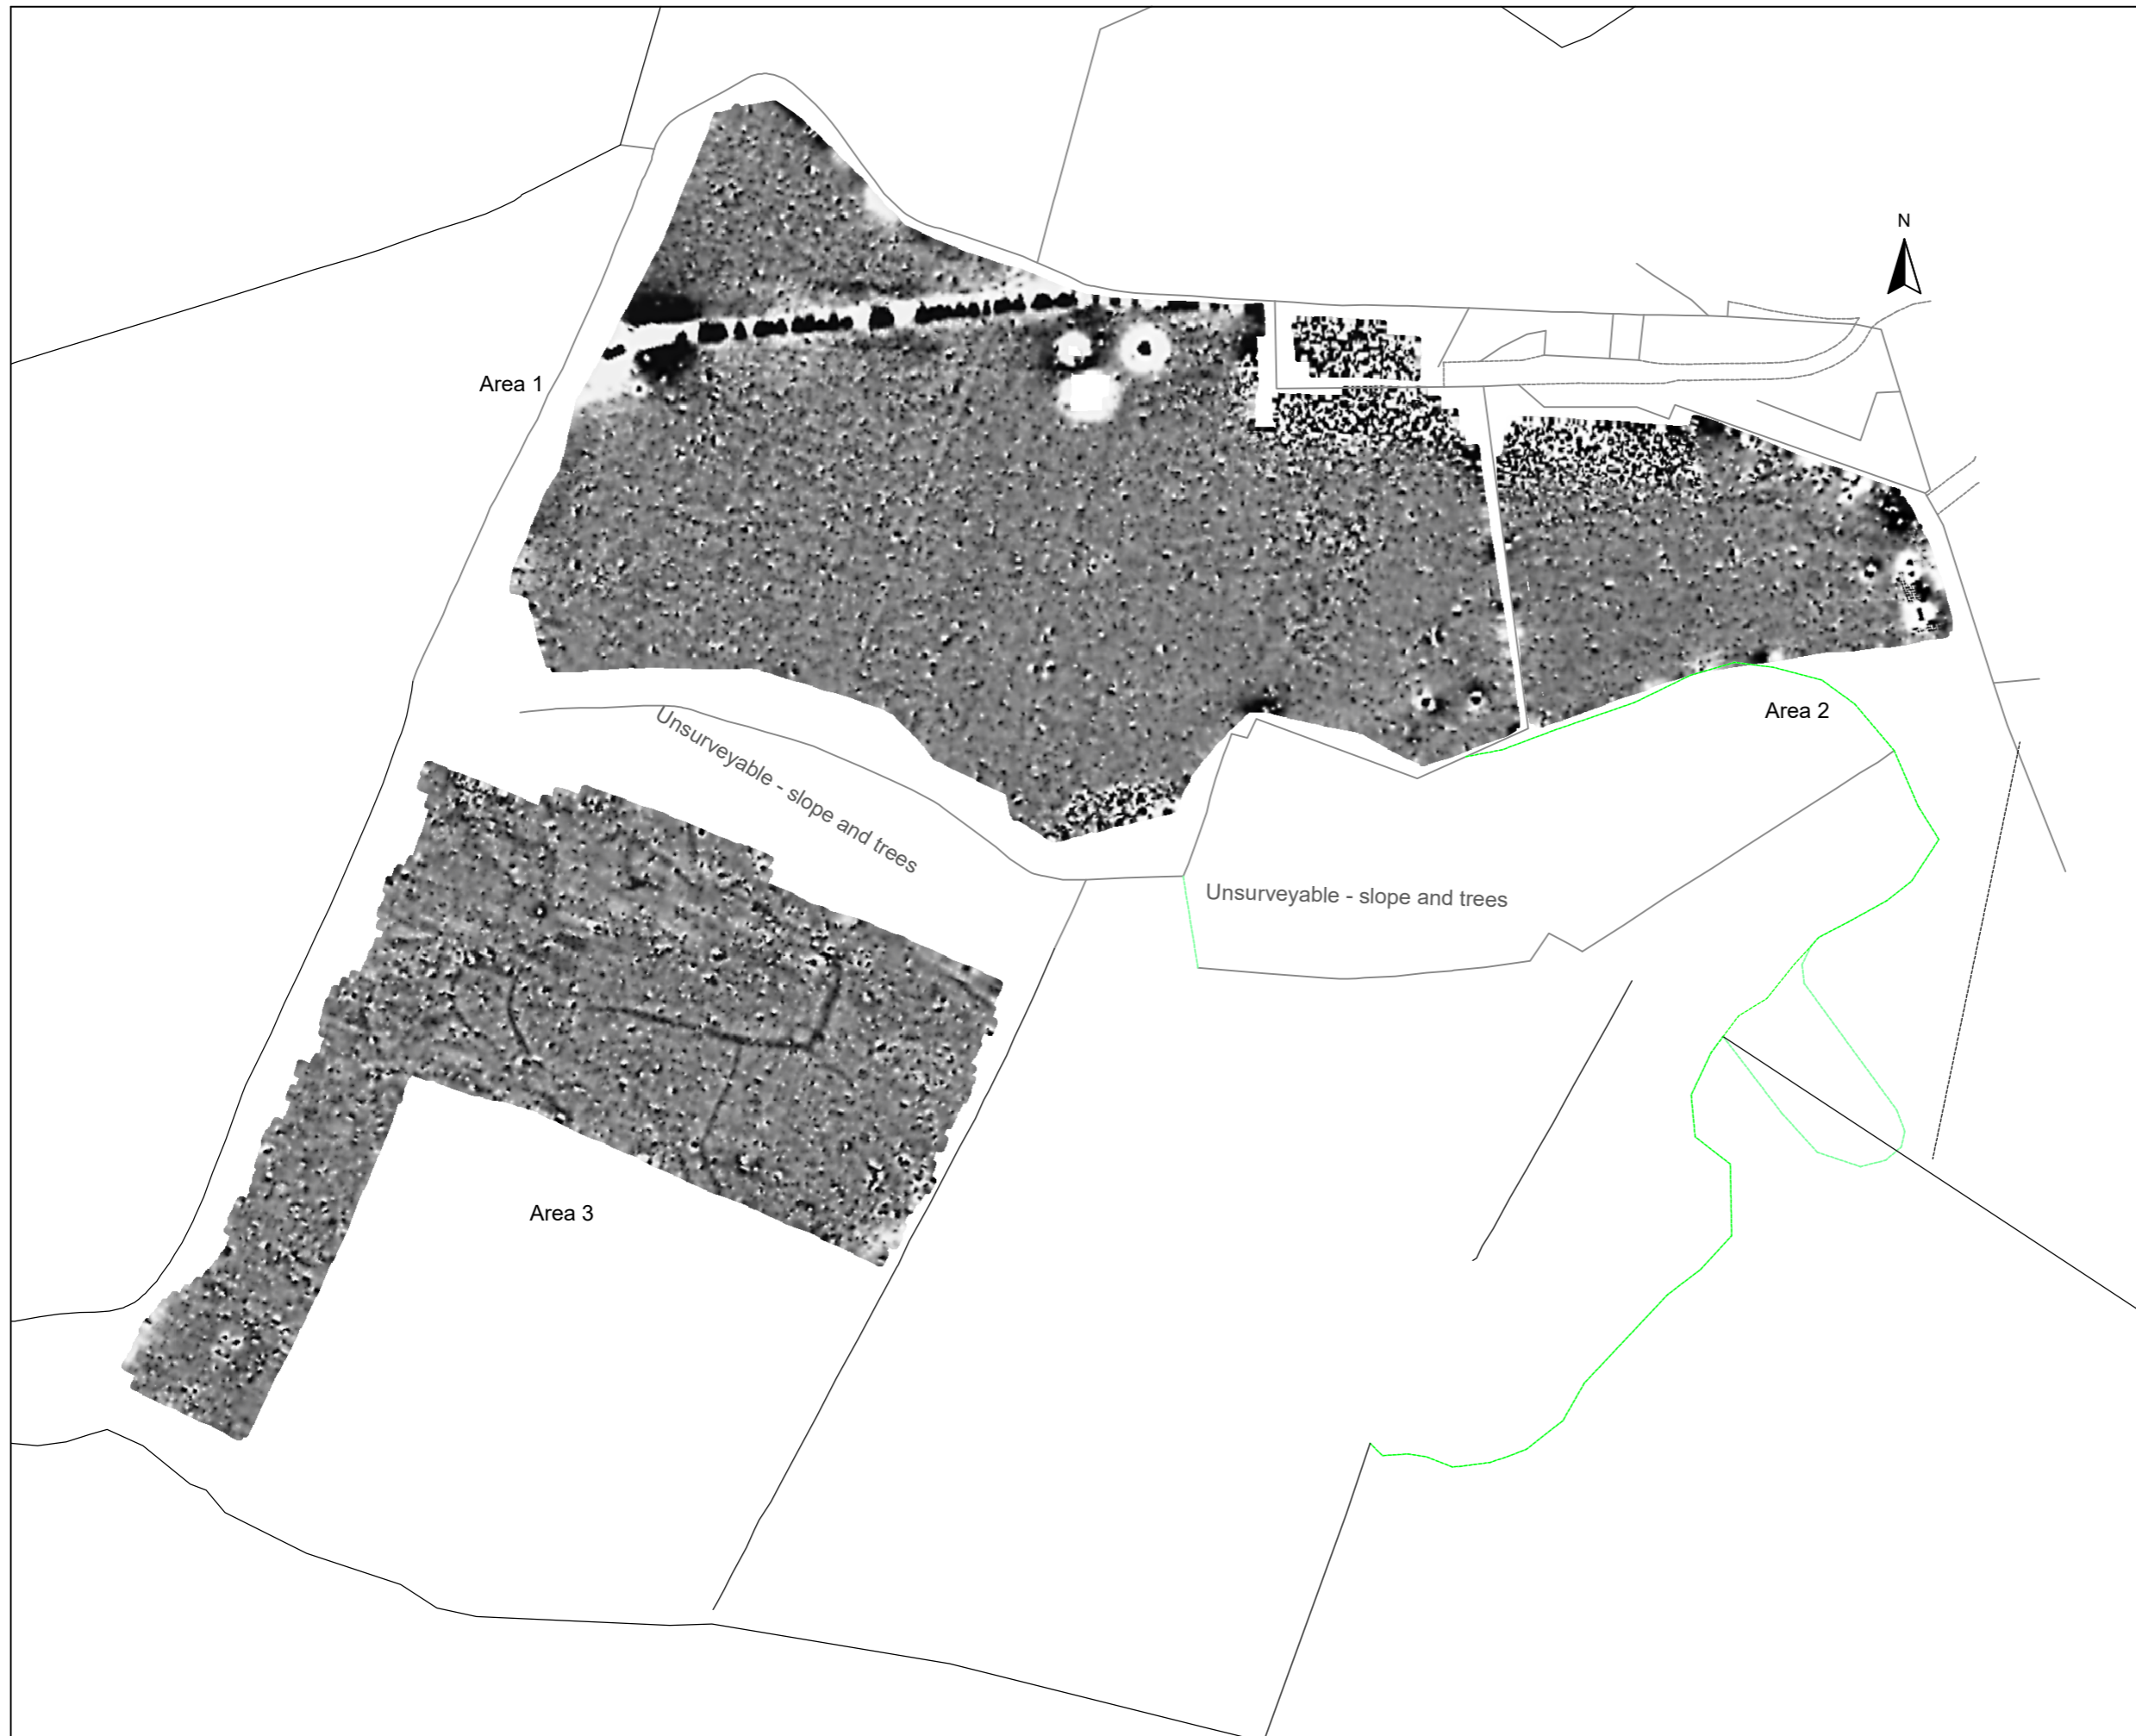 N
Area 1
Area 2
Unsurveyable - slope and trees
Unsurveyable - slope and trees
Area 3